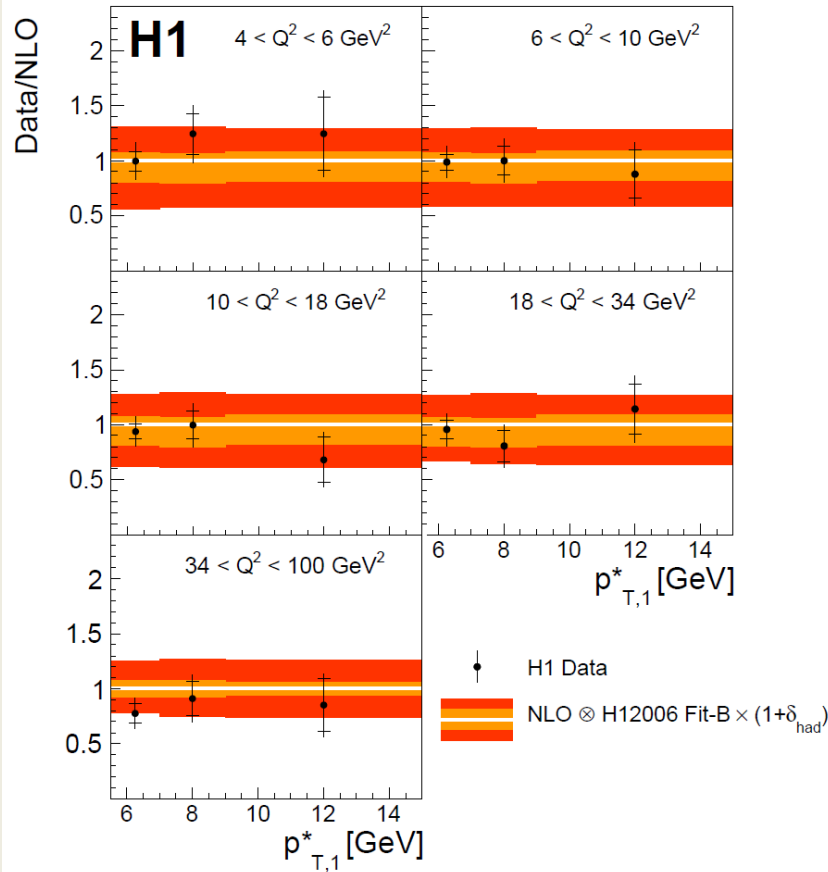 H1
4 < Q² < 6 GeV²
6 < Q² < 10 GeV²
Data/NLO
2
1.5
1
0.5
10 < Q² < 18 GeV²
18 < Q² < 34 GeV²
2
1.5
1
0.5
6 8 10 12 14
p*T,1 [GeV]
34 < Q² < 100 GeV²
2
1.5
1
0.5
H1 Data
NLO ⊗ H12006 Fit-B × (1+δhad)
6 8 10 12 14
p*T,1 [GeV]